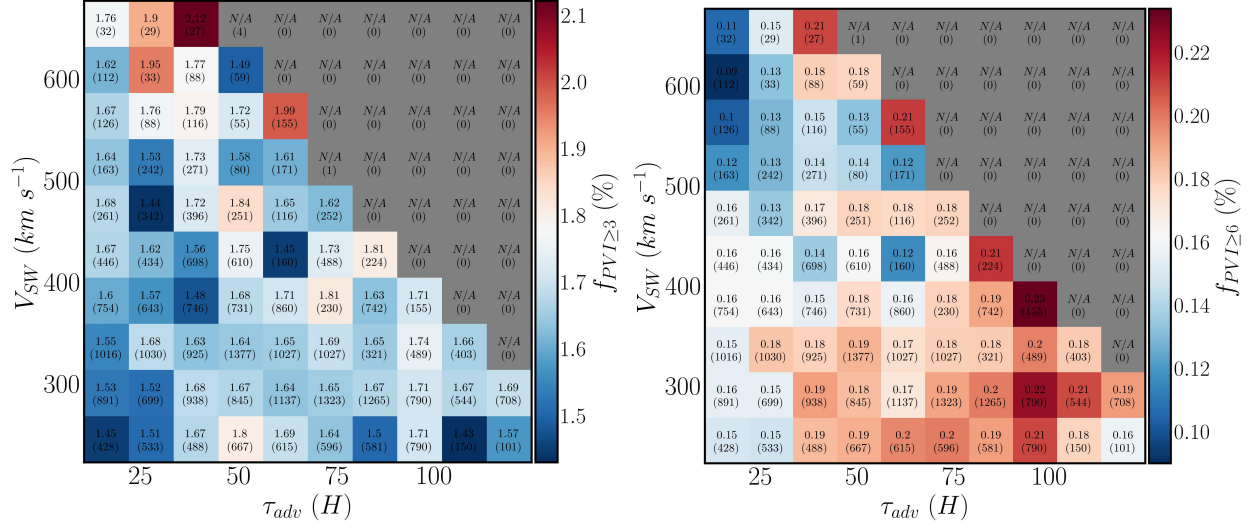 1.76 1.9 2.12 N/A N/A N/A N/A N/A N/A N/A
(32) (29) (27) (4) (0) (0) (0) (0) (0) (0)
1.62 1.95 1.77 1.49 N/A N/A N/A N/A N/A N/A
600
(112) (33) (88) (59) (0) (0) (0) (0) (0) (0)
1.67 1.76 1.79 1.72 1.99 N/A N/A N/A N/A N/A
(126) (88) (116) (55) (155) (0) (0) (0) (0) (0)
1.64 1.53 1.73 1.58 1.61 N/A N/A N/A N/A N/A
(163) (242) (271) (80) (171) (1) (0) (0) (0) (0)
500
1.68 1.44 1.72 1.84 1.65 1.62 N/A N/A N/A N/A
(261) (342) (396) (251) (116) (252) (0) (0) (0) (0)
1.67 1.62 1.56 1.75 1.45 1.73 1.81 N/A N/A N/A
(446) (434) (698) (610) (160) (488) (224) (0) (0) (0)
400
1.6 1.57 1.48 1.68 1.71 1.81 1.63 1.71 N/A N/A
(754) (643) (746) (731) (860) (230) (742) (155) (0) (0)
1.55 1.68 1.63 1.64 1.65 1.69 1.65 1.74 1.66 N/A
(1016) (1030) (925) (1377) (1027) (1027) (321) (489) (403) (0)
300
1.53 1.52 1.68 1.67 1.64 1.67 1.67 1.67 1.67 1.69
(891) (699) (938) (845) (1137) (1323) (1265) (790) (544) (708)
1.45 1.51 1.67 1.8 1.69 1.64 1.5 1.71 1.43 1.57
(428) (533) (488) (667) (615) (596) (581) (790) (150) (101)
25 50 75 100
τ_adv (H)
V_SW (km s⁻¹)
2.1
2.0
1.9
1.8
1.7
1.6
1.5
f_PVI≥3 (%)
0.11 0.15 0.21 N/A N/A N/A N/A N/A N/A N/A
(32) (29) (27) (1) (0) (0) (0) (0) (0) (0)
0.09 0.13 0.18 0.18 N/A N/A N/A N/A N/A N/A
600
(112) (33) (88) (59) (0) (0) (0) (0) (0) (0)
0.1 0.13 0.15 0.13 0.21 N/A N/A N/A N/A N/A
(126) (88) (116) (55) (155) (0) (0) (0) (0) (0)
0.12 0.13 0.14 0.14 0.12 N/A N/A N/A N/A N/A
(163) (242) (271) (80) (171) (0) (0) (0) (0) (0)
500
0.16 0.13 0.17 0.18 0.18 0.18 N/A N/A N/A N/A
(261) (342) (396) (251) (116) (252) (0) (0) (0) (0)
0.16 0.16 0.14 0.16 0.12 0.16 0.21 N/A N/A N/A
(446) (434) (698) (610) (160) (488) (224) (0) (0) (0)
400
0.16 0.16 0.15 0.18 0.16 0.18 0.19 0.23 N/A N/A
(754) (643) (746) (731) (860) (230) (742) (155) (0) (0)
0.15 0.18 0.18 0.19 0.17 0.18 0.18 0.2 0.18 N/A
(1016) (1030) (925) (1377) (1027) (1027) (321) (489) (403) (0)
300
0.16 0.15 0.19 0.18 0.17 0.19 0.2 0.22 0.21 0.19
(891) (699) (938) (845) (1137) (1323) (1265) (790) (544) (708)
0.15 0.15 0.19 0.19 0.2 0.2 0.19 0.21 0.18 0.16
(428) (533) (488) (667) (615) (596) (581) (790) (150) (101)
25 50 75 100
τ_adv (H)
V_SW (km s⁻¹)
0.22
0.20
0.18
0.16
0.14
0.12
0.10
f_PVI≥6 (%)